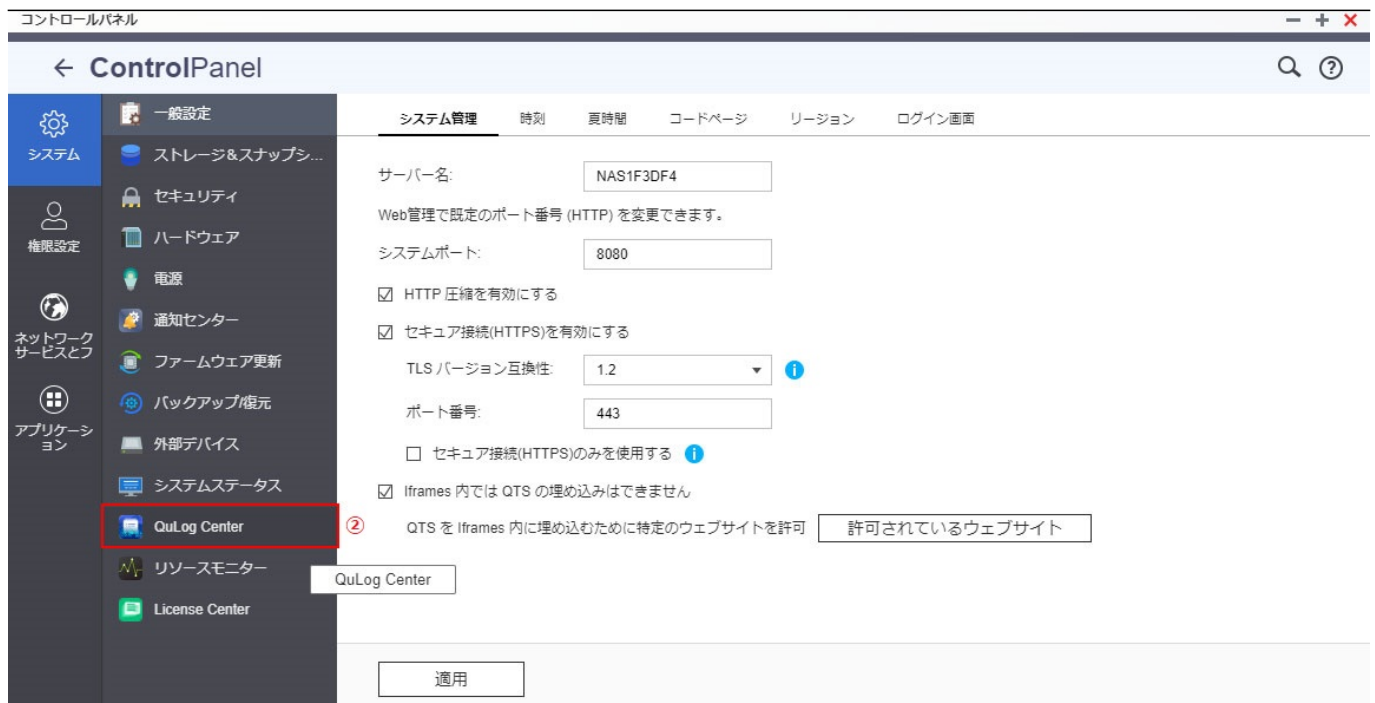 コントロールパネル
ControlPanel
システム
権限設定
ネットワーク
サービスとフ
アプリケーシ
ョン
一般設定
ストレージ&スナップシ...
セキュリティ
ハードウェア
電源
通知センター
ファームウェア更新
バックアップ/復元
外部デバイス
システムステータス
QuLog Center
②
リソースモニター
QuLog Center
License Center
システム管理 時刻 夏時間 コードページ リージョン ログイン画面
サーバー名: NAS1F3DF4
Web管理で既定のポート番号 (HTTP) を変更できます。
システムポート: 8080
HTTP 圧縮を有効にする
セキュア接続(HTTPS)を有効にする
TLS バージョン互換性: 1.2
ポート番号: 443
セキュア接続(HTTPS)のみを使用する
Iframes 内では QTS の埋め込みはできません
QTS を Iframes 内に埋め込むために特定のウェブサイトを許可 許可されているウェブサイト
適用